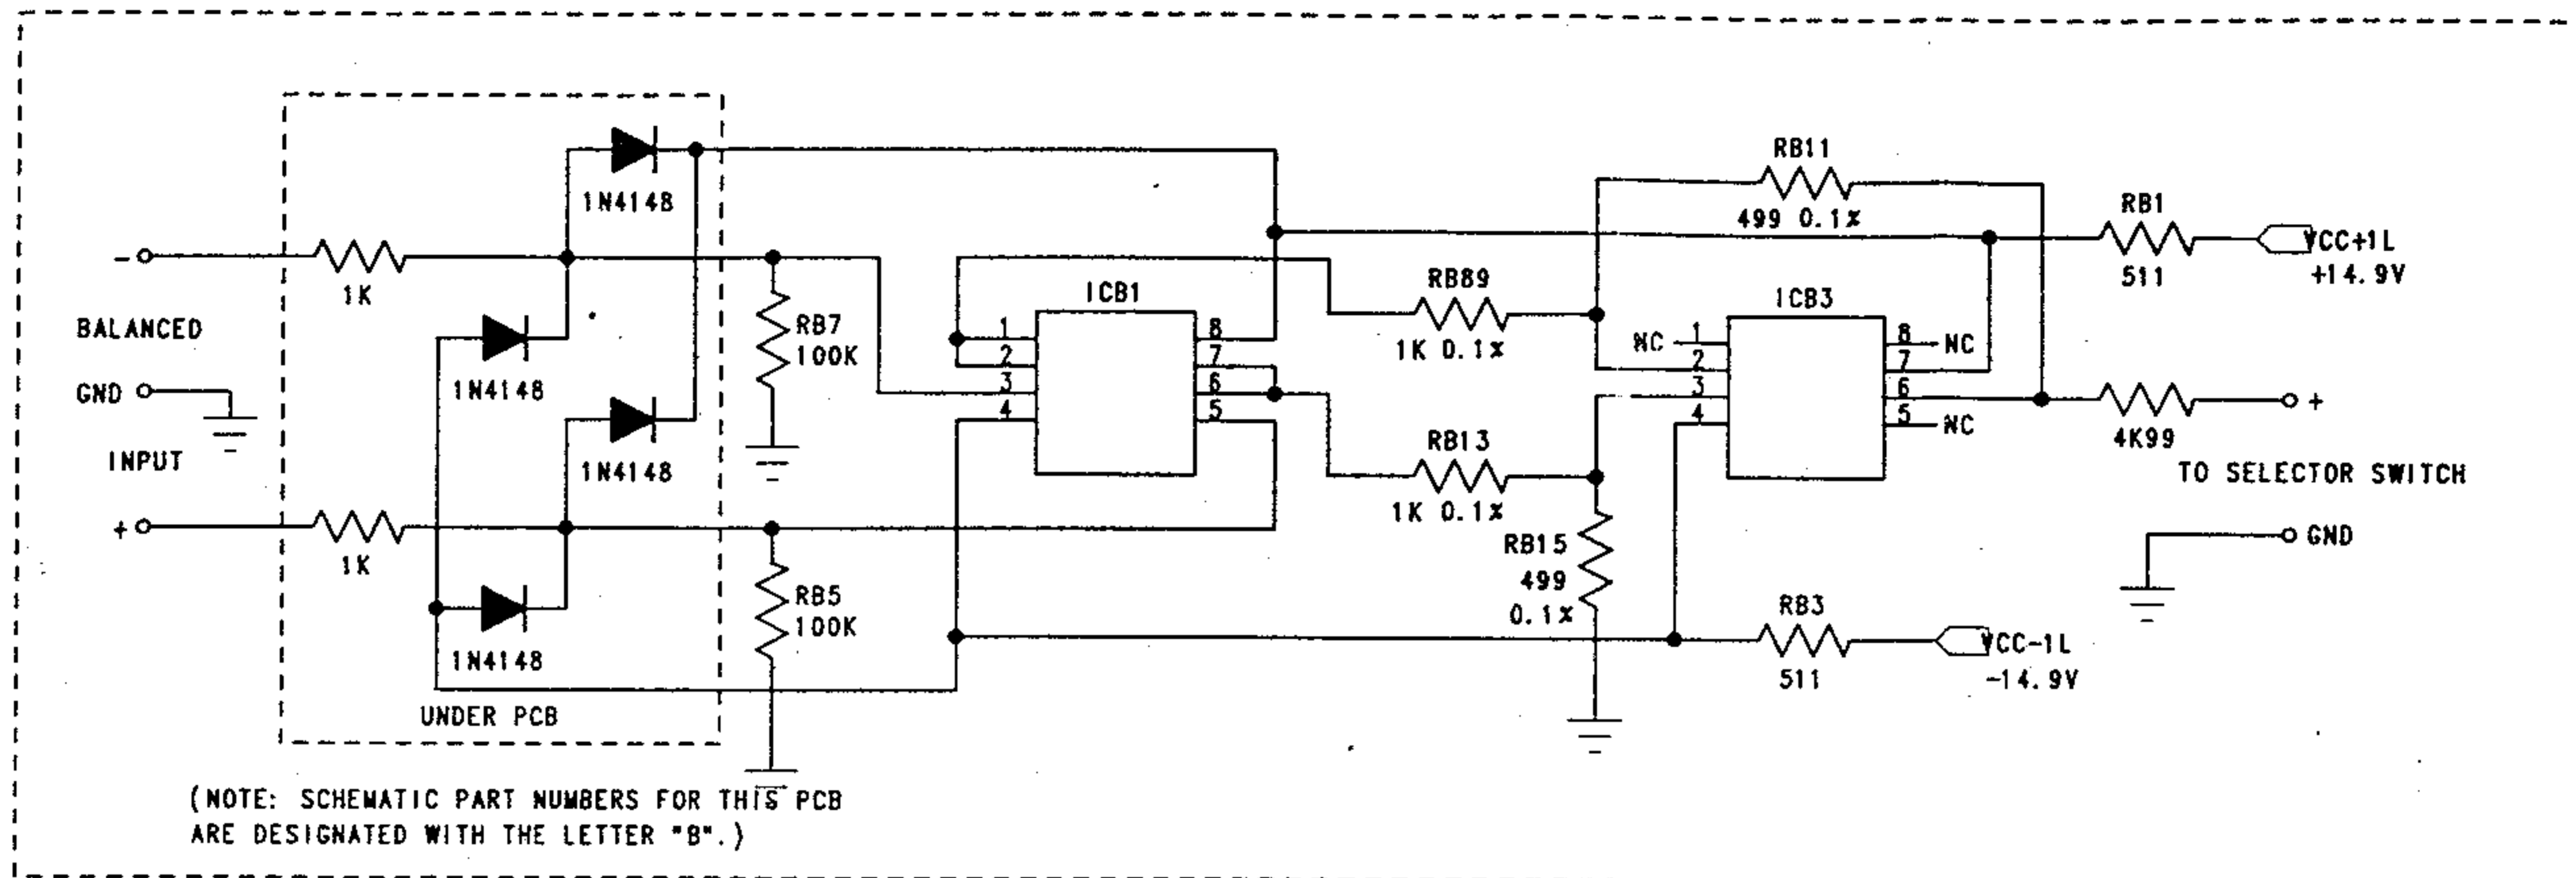 RB11
499 0.1%
RB1
511
VCC+1L
+14.9V
1N4148
-
1K
BALANCED
GND
INPUT
+
1K
1N4148
1N4148
1N4148
UNDER PCB
RB7
100K
RB5
100K
ICB1
1
2
3
4
8
7
6
5
RB89
1K 0.1%
RB13
1K 0.1%
RB15
499
0.1%
ICB3
NC
1
2
3
4
8
NC
7
6
5
NC
4K99
+
TO SELECTOR SWITCH
GND
RB3
511
VCC-1L
-14.9V
(NOTE: SCHEMATIC PART NUMBERS FOR THIS PCB
ARE DESIGNATED WITH THE LETTER "B".)